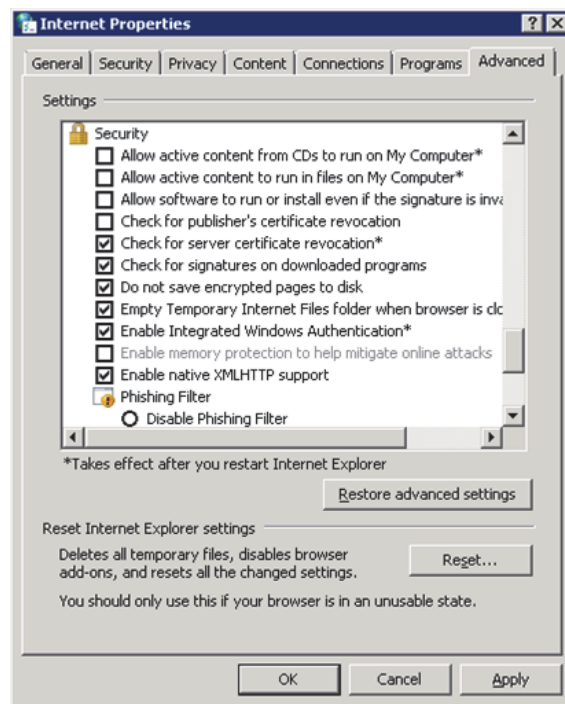 Internet Properties
General Security Privacy Content Connections Programs Advanced
Settings
Security
Allow active content from CDs to run on My Computer*
Allow active content to run in files on My Computer*
Allow software to run or install even if the signature is inva
Check for publisher's certificate revocation
Check for server certificate revocation*
Check for signatures on downloaded programs
Do not save encrypted pages to disk
Empty Temporary Internet Files folder when browser is clo
Enable Integrated Windows Authentication*
Enable memory protection to help mitigate online attacks
Enable native XMLHTTP support
Phishing Filter
Disable Phishing Filter
*Takes effect after you restart Internet Explorer
Restore advanced settings
Reset Internet Explorer settings
Deletes all temporary files, disables browser
add-ons, and resets all the changed settings.
Reset...
You should only use this if your browser is in an unusable state.
OK Cancel Apply